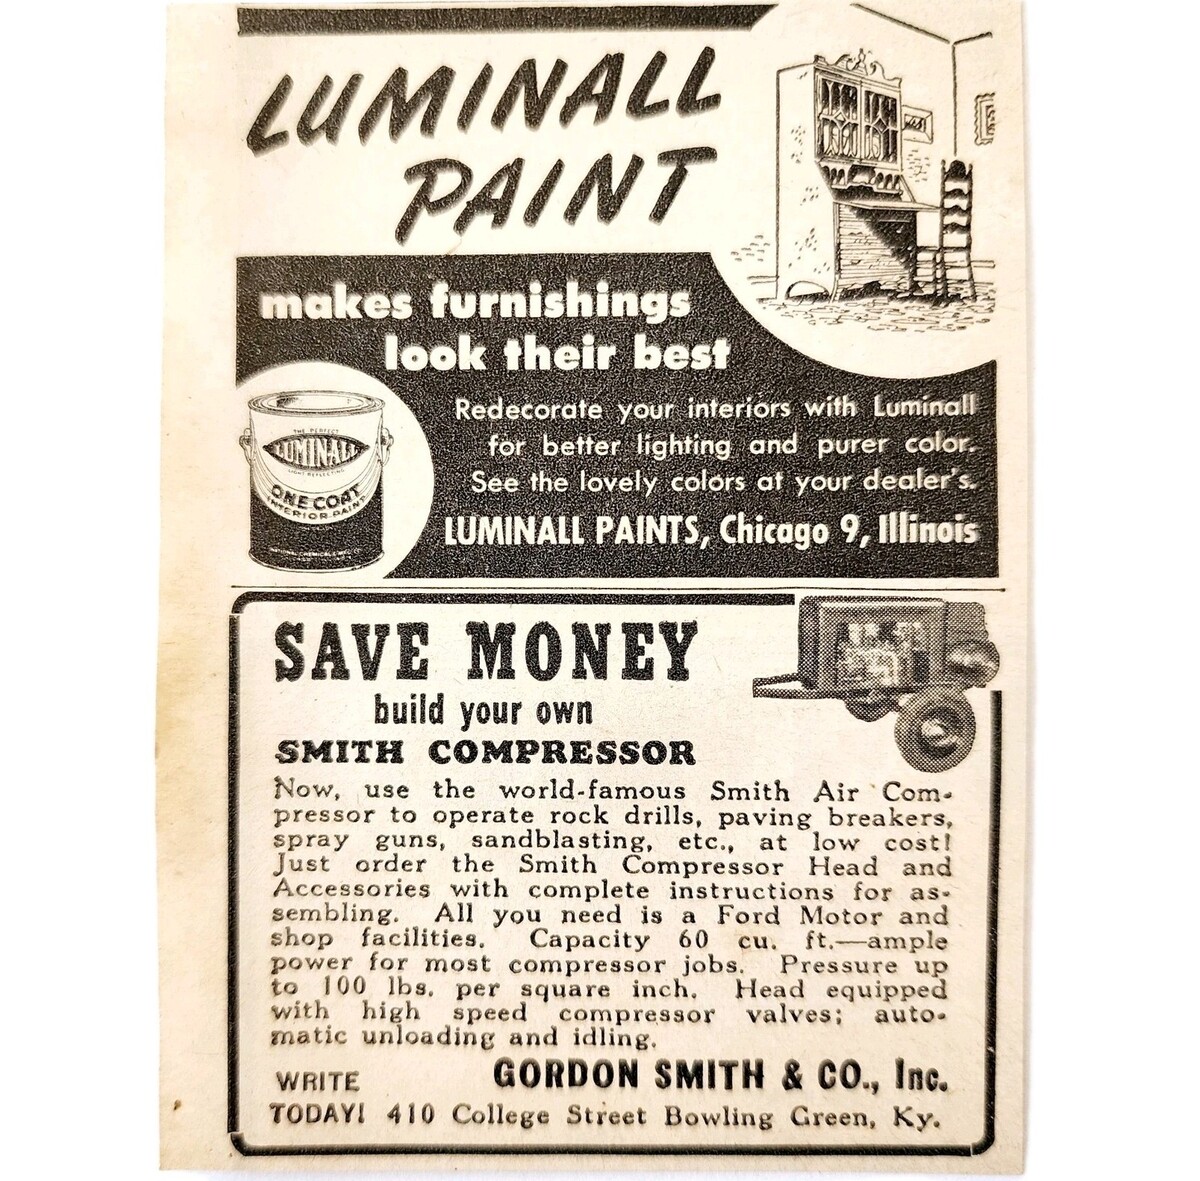 LUMINALL
PAINT
makes furnishings
look their best
THE PERFECT
LUMINALL
LIGHT-REFLECTING
ONE COAT
INTERIOR PAINT
Redecorate your interiors with Luminall
for better lighting and purer color.
See the lovely colors at your dealer's.
LUMINALL PAINTS, Chicago 9, Illinois
SAVE MONEY
build your own
SMITH COMPRESSOR
Now, use the world-famous Smith Air Com-
pressor to operate rock drills, paving breakers,
spray guns, sandblasting, etc., at low cost!
Just order the Smith Compressor Head and
Accessories with complete instructions for as-
sembling. All you need is a Ford Motor and
shop facilities. Capacity 60 cu. ft.—ample
power for most compressor jobs. Pressure up
to 100 lbs. per square inch. Head equipped
with high speed compressor valves; auto-
matic unloading and idling.
WRITE GORDON SMITH & CO., Inc.
TODAY! 410 College Street Bowling Green, Ky.